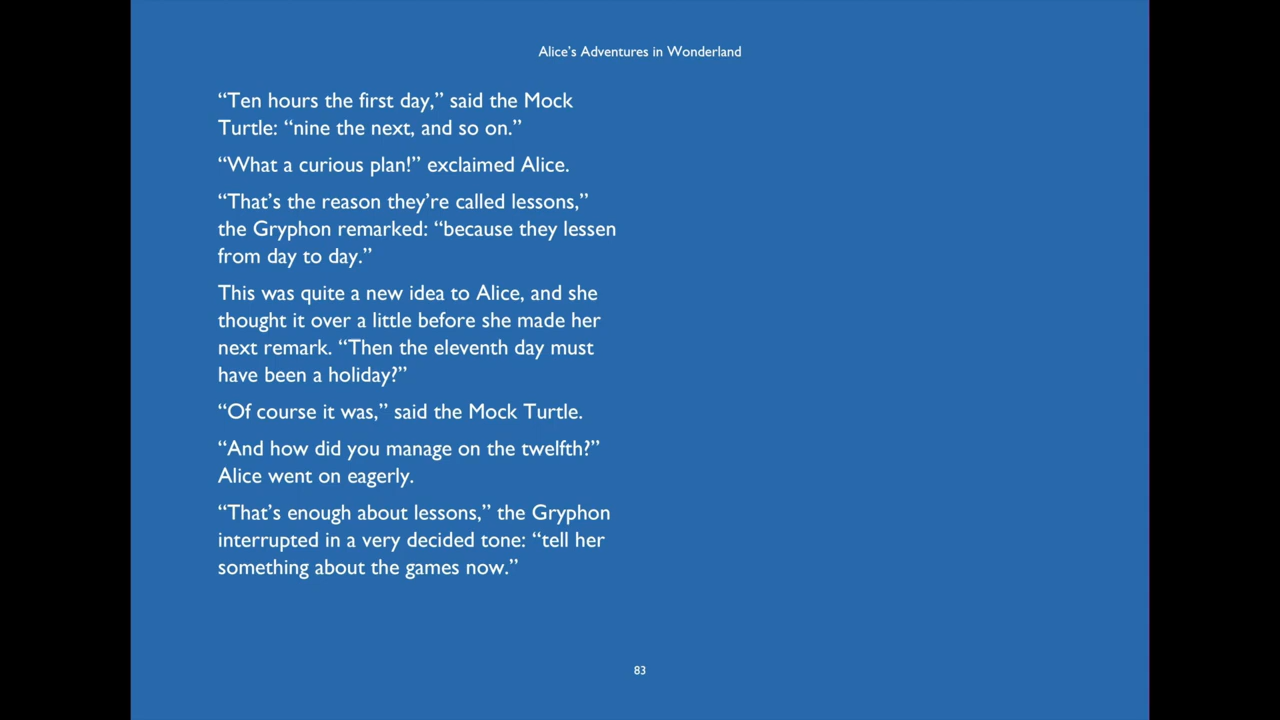 Alice’s Adventures in Wonderland
“Ten hours the first day,” said the Mock
Turtle: “nine the next, and so on.”
“What a curious plan!” exclaimed Alice.
“That’s the reason they’re called lessons,”
the Gryphon remarked: “because they lessen
from day to day.”
This was quite a new idea to Alice, and she
thought it over a little before she made her
next remark. “Then the eleventh day must
have been a holiday?”
“Of course it was,” said the Mock Turtle.
“And how did you manage on the twelfth?”
Alice went on eagerly.
“That’s enough about lessons,” the Gryphon
interrupted in a very decided tone: “tell her
something about the games now.”
83